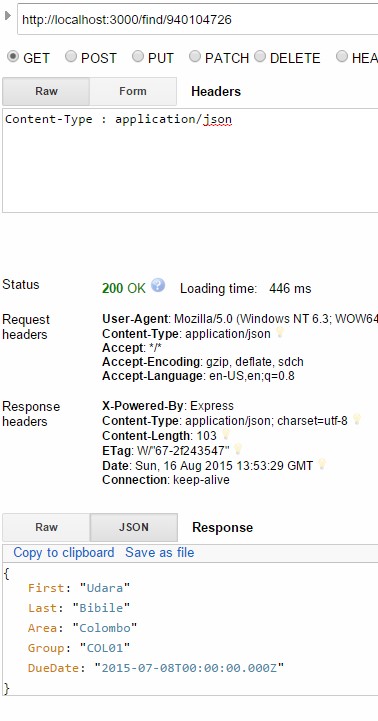 http://localhost:3000/find/940104726
GET POST PUT PATCH DELETE HEA
Raw Form Headers
Content-Type : application/json
Status 200 OK ? Loading time: 446 ms
Request headers
User-Agent: Mozilla/5.0 (Windows NT 6.3; WOW64
Content-Type: application/json
Accept: */*
Accept-Encoding: gzip, deflate, sdch
Accept-Language: en-US,en;q=0.8
Response headers
X-Powered-By: Express
Content-Type: application/json; charset=utf-8
Content-Length: 103
ETag: W/"67-2f243547"
Date: Sun, 16 Aug 2015 13:53:29 GMT
Connection: keep-alive
Raw JSON Response
Copy to clipboard Save as file
{
First: "Udara"
Last: "Bibile"
Area: "Colombo"
Group: "COL01"
DueDate: "2015-07-08T00:00:00.000Z"
}